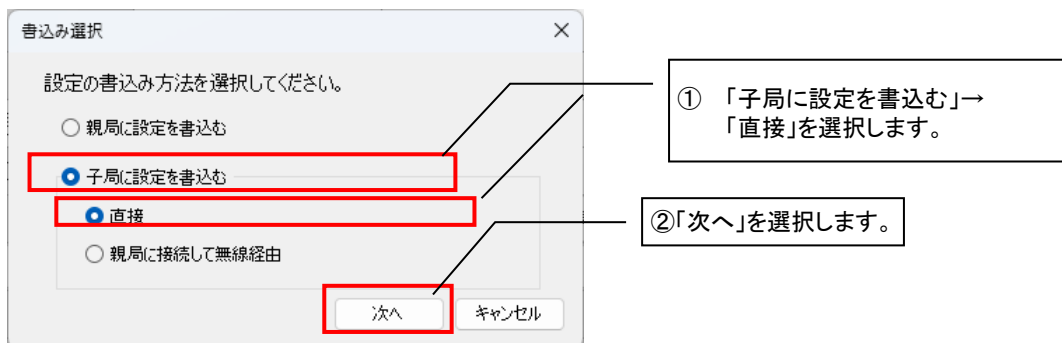 書込み選択
設定の書込み方法を選択してください。
親局に設定を書込む
子局に設定を書込む
直接
親局に接続して無線経由
次へ
キャンセル
① 「子局に設定を書込む」→
「直接」を選択します。
②「次へ」を選択します。